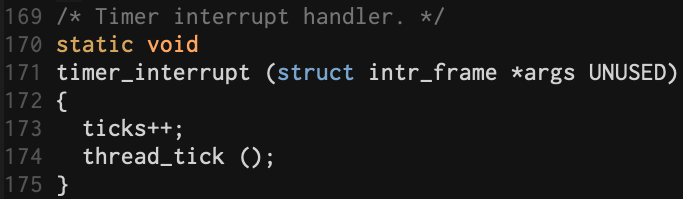 169 /* Timer interrupt handler. */
170 static void
171 timer_interrupt (struct intr_frame *args UNUSED)
172 {
173   ticks++;
174   thread_tick ();
175 }